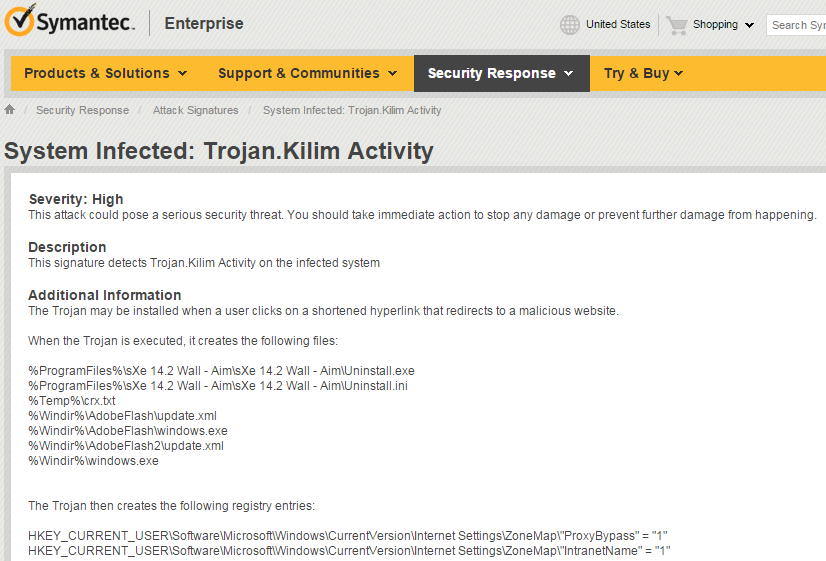 Symantec. Enterprise United States Shopping Search Sym
Products & Solutions Support & Communities Security Response Try & Buy
/ Security Response / Attack Signatures / System Infected: Trojan.Kilim Activity
System Infected: Trojan.Kilim Activity
Severity: High
This attack could pose a serious security threat. You should take immediate action to stop any damage or prevent further damage from happening.
Description
This signature detects Trojan.Kilim Activity on the infected system
Additional Information
The Trojan may be installed when a user clicks on a shortened hyperlink that redirects to a malicious website.
When the Trojan is executed, it creates the following files:
%ProgramFiles%\sXe 14.2 Wall - Aim\sXe 14.2 Wall - Aim\Uninstall.exe
%ProgramFiles%\sXe 14.2 Wall - Aim\sXe 14.2 Wall - Aim\Uninstall.ini
%Temp%\crx.txt
%Windir%\AdobeFlash\update.xml
%Windir%\AdobeFlash\windows.exe
%Windir%\AdobeFlash2\update.xml
%Windir%\windows.exe
The Trojan then creates the following registry entries:
HKEY_CURRENT_USER\Software\Microsoft\Windows\CurrentVersion\Internet Settings\ZoneMap\"ProxyBypass" = "1"
HKEY_CURRENT_USER\Software\Microsoft\Windows\CurrentVersion\Internet Settings\ZoneMap\"IntranetName" = "1"